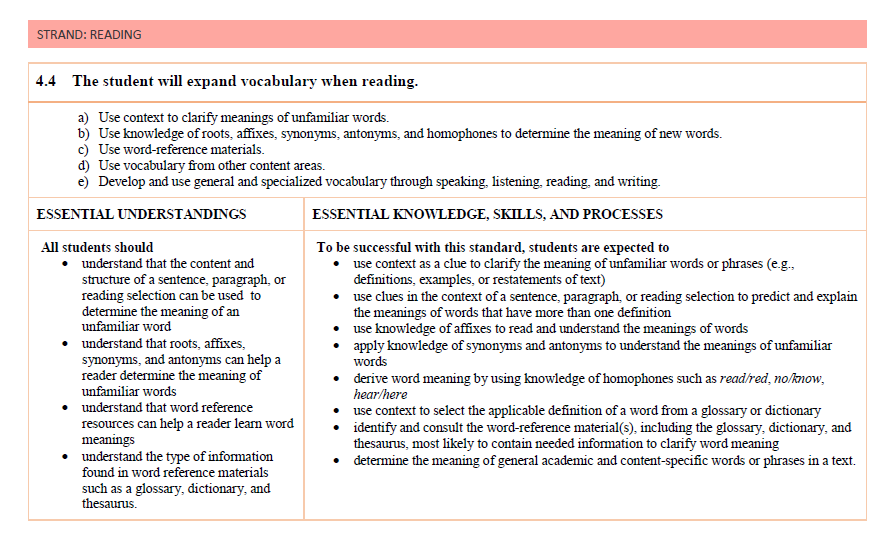 STRAND: READING
4.4 The student will expand vocabulary when reading.
a) Use context to clarify meanings of unfamiliar words.
b) Use knowledge of roots, affixes, synonyms, antonyms, and homophones to determine the meaning of new words.
c) Use word-reference materials.
d) Use vocabulary from other content areas.
e) Develop and use general and specialized vocabulary through speaking, listening, reading, and writing.
ESSENTIAL UNDERSTANDINGS
All students should
• understand that the content and
structure of a sentence, paragraph, or
reading selection can be used to
determine the meaning of an
unfamiliar word
• understand that roots, affixes,
synonyms, and antonyms can help a
reader determine the meaning of
unfamiliar words
• understand that word reference
resources can help a reader learn word
meanings
• understand the type of information
found in word reference materials
such as a glossary, dictionary, and
thesaurus.
ESSENTIAL KNOWLEDGE, SKILLS, AND PROCESSES
To be successful with this standard, students are expected to
• use context as a clue to clarify the meaning of unfamiliar words or phrases (e.g.,
definitions, examples, or restatements of text)
• use clues in the context of a sentence, paragraph, or reading selection to predict and explain
the meanings of words that have more than one definition
• use knowledge of affixes to read and understand the meanings of words
• apply knowledge of synonyms and antonyms to understand the meanings of unfamiliar
words
• derive word meaning by using knowledge of homophones such as read/red, no/know,
hear/here
• use context to select the applicable definition of a word from a glossary or dictionary
• identify and consult the word-reference material(s), including the glossary, dictionary, and
thesaurus, most likely to contain needed information to clarify word meaning
• determine the meaning of general academic and content-specific words or phrases in a text.